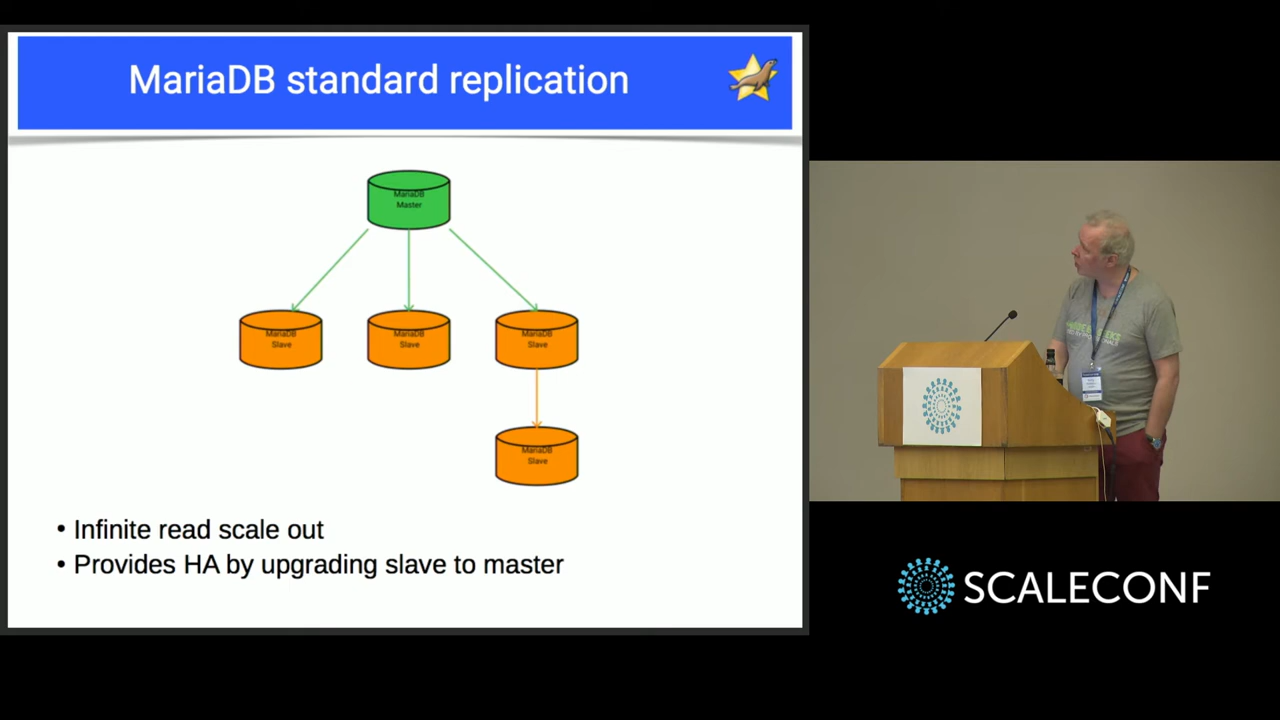 MariaDB standard replication
MariaDB
Master
MariaDB
Slave
MariaDB
Slave
MariaDB
Slave
MariaDB
Slave
• Infinite read scale out
• Provides HA by upgrading slave to master
SCALECONF